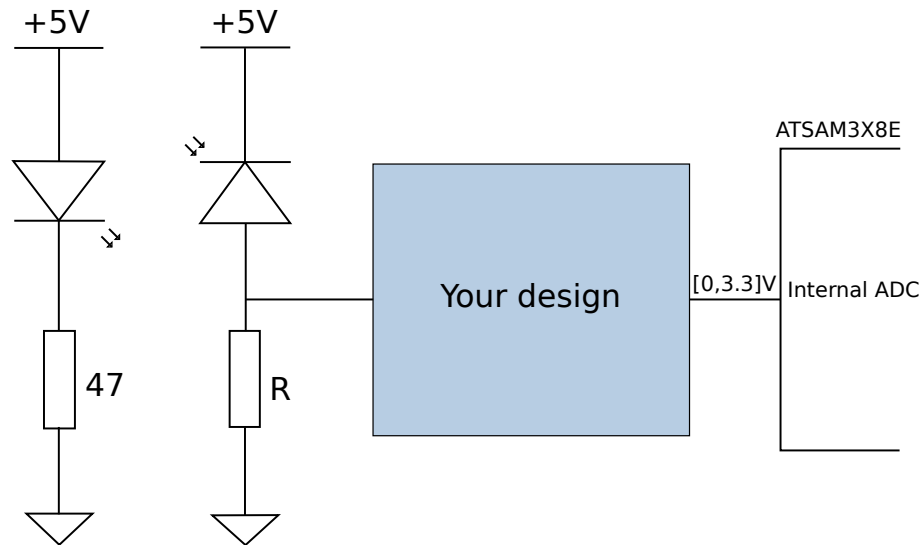 +5V
+5V
ATSAM3X8E
[0,3.3]V
Internal ADC
Your design
47
R